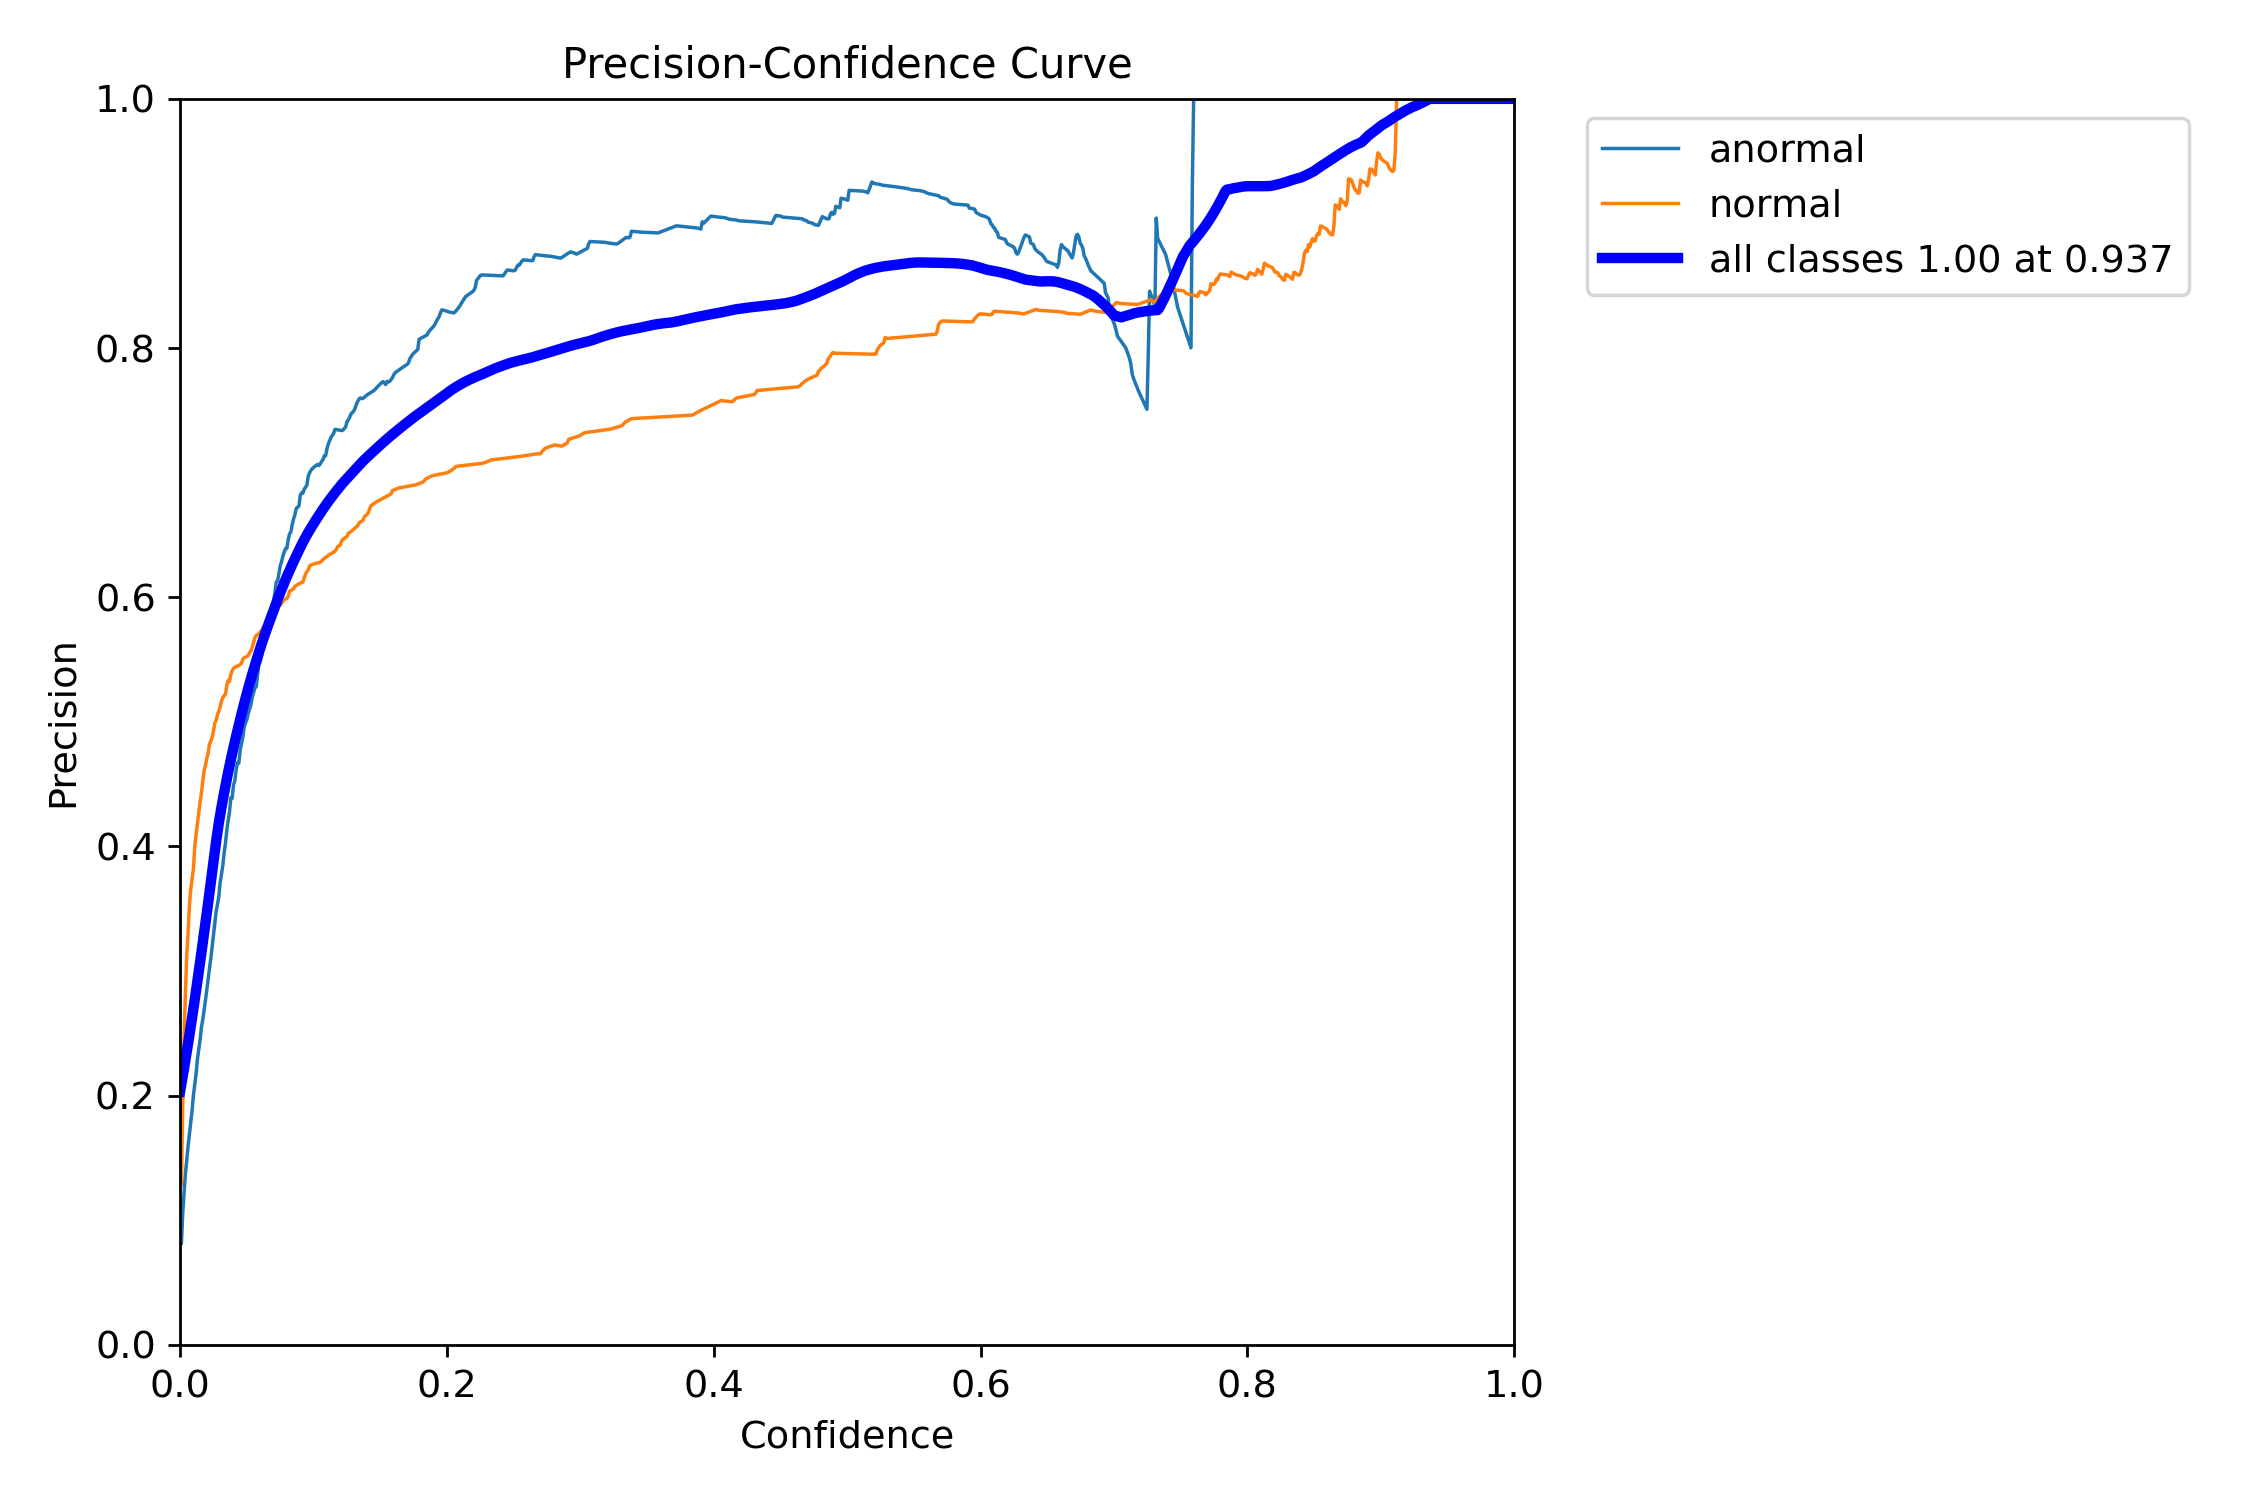 Precision-Confidence Curve
1.0
0.8
0.6
0.4
0.2
0.0
Precision
0.0 0.2 0.4 0.6 0.8 1.0
Confidence
anormal
normal
all classes 1.00 at 0.937